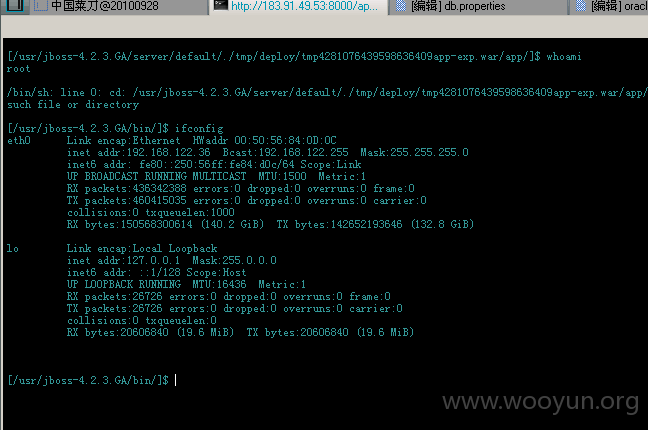 中国菜刀@20100928
http://183.91.49.53:8000/ap...
[编辑] db.properties
[编辑] oracl
[/usr/jboss-4.2.3.GA/server/default/./tmp/deploy/tmp4281076439598636409app-exp.war/app/]$ whoami
root
/bin/sh: line 0: cd: /usr/jboss-4.2.3.GA/server/default/./tmp/deploy/tmp4281076439598636409app-exp.war/app/
such file or directory
[/usr/jboss-4.2.3.GA/bin/]$ ifconfig
eth0 Link encap:Ethernet HWaddr 00:50:56:84:0D:0C
inet addr:192.168.122.36 Bcast:192.168.122.255 Mask:255.255.255.0
inet6 addr: fe80::250:56ff:fe84:d0c/64 Scope:Link
UP BROADCAST RUNNING MULTICAST MTU:1500 Metric:1
RX packets:436342388 errors:0 dropped:0 overruns:0 frame:0
TX packets:460415035 errors:0 dropped:0 overruns:0 carrier:0
collisions:0 txqueuelen:1000
RX bytes:150568300614 (140.2 GiB) TX bytes:142652193646 (132.8 GiB)
lo Link encap:Local Loopback
inet addr:127.0.0.1 Mask:255.0.0.0
inet6 addr: ::1/128 Scope:Host
UP LOOPBACK RUNNING MTU:16436 Metric:1
RX packets:26726 errors:0 dropped:0 overruns:0 frame:0
TX packets:26726 errors:0 dropped:0 overruns:0 carrier:0
collisions:0 txqueuelen:0
RX bytes:20606840 (19.6 MiB) TX bytes:20606840 (19.6 MiB)
[/usr/jboss-4.2.3.GA/bin/]$
www.wooyun.org